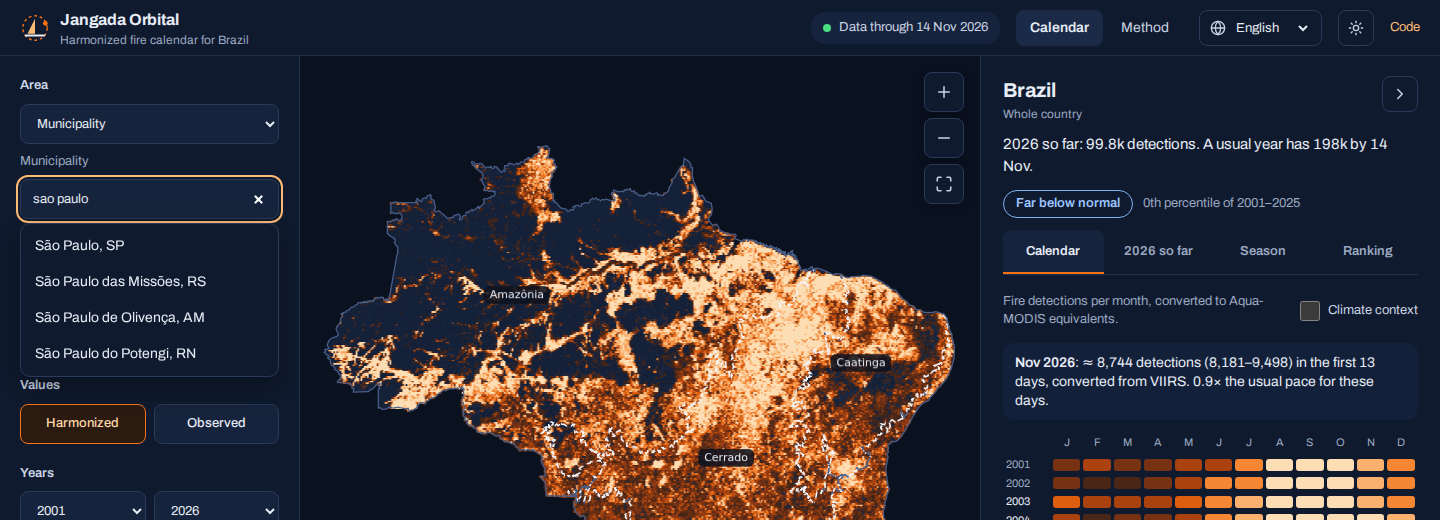 Jangada Orbital
Harmonized fire calendar for Brazil
Data through 14 Nov 2026
Calendar
Method
English
Code
Area
Municipality
Municipality
sao paulo
São Paulo, SP
São Paulo das Missões, RS
São Paulo de Olivença, AM
São Paulo do Potengi, RN
Values
Harmonized
Observed
Years
2001
2026
Amazônia
Caatinga
Cerrado
Brazil
Whole country
2026 so far: 99.8k detections. A usual year has 198k by 14
Nov.
Far below normal
0th percentile of 2001–2025
Calendar
2026 so far
Season
Ranking
Fire detections per month, converted to Aqua-
MODIS equivalents.
Climate context
Nov 2026: ≈ 8,744 detections (8,181–9,498) in the first 13
days, converted from VIIRS. 0.9× the usual pace for these
days.
J F M A M J J A S O N D
2001
2002
2003
2004